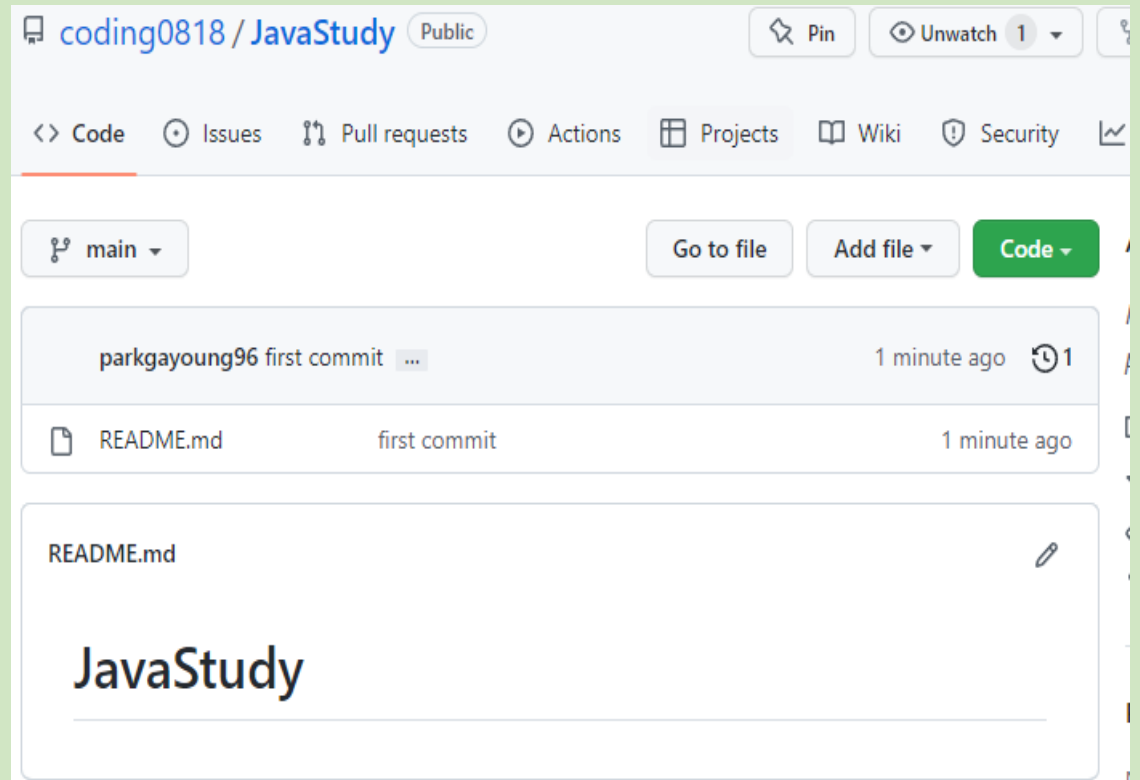 coding0818 / JavaStudy Public Pin Unwatch 1
Code Issues Pull requests Actions Projects Wiki Security
main Go to file Add file Code
parkgayoung96 first commit ... 1 minute ago 1
README.md first commit 1 minute ago
README.md
JavaStudy